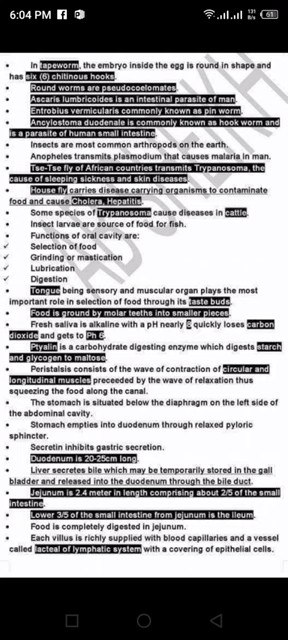 6:04 PM
131 B/s
61
• In tapeworm, the embryo inside the egg is round in shape and
has six (6) chitinous hooks.
• Round worms are pseudocoelomates.
• Ascaris lumbricoides is an intestinal parasite of man.
• Entrobius vermicularis commonly known as pin worm.
• Ancylostoma duodenale is commonly known as hook worm and
is a parasite of human small intestine.
• Insects are most common arthropods on the earth.
• Anopheles transmits plasmodium that causes malaria in man.
• Tse-Tse fly of African countries transmits Trypanosoma, the
cause of sleeping sickness and skin diseases.
• House fly carries disease carrying organisms to contaminate
food and cause Cholera, Hepatitis.
• Some species of Trypanosoma cause diseases in cattle.
• Insect larvae are source of food for fish.
• Functions of oral cavity are:
✓ Selection of food
✓ Grinding or mastication
✓ Lubrication
✓ Digestion
• Tongue being sensory and muscular organ plays the most
important role in selection of food through its taste buds.
• Food is ground by molar teeth into smaller pieces.
• Fresh saliva is alkaline with a pH nearly 8 quickly loses carbon
dioxide and gets to Ph 6.
• Ptyalin is a carbohydrate digesting enzyme which digests starch
and glycogen to maltose.
• Peristalsis consists of the wave of contraction of circular and
longitudinal muscles preceeded by the wave of relaxation thus
squeezing the food along the canal.
• The stomach is situated below the diaphragm on the left side of
the abdominal cavity.
• Stomach empties into duodenum through relaxed pyloric
sphincter.
• Secretin inhibits gastric secretion.
• Duodenum is 20-25cm long.
• Liver secretes bile which may be temporarily stored in the gall
bladder and released into the duodenum through the bile duct.
• Jejunum is 2.4 meter in length comprising about 2/5 of the small
intestine.
• Lower 3/5 of the small intestine from jejunum is the ileum.
• Food is completely digested in jejunum.
• Each villus is richly supplied with blood capillaries and a vessel
called lacteal of lymphatic system with a covering of epithelial cells.